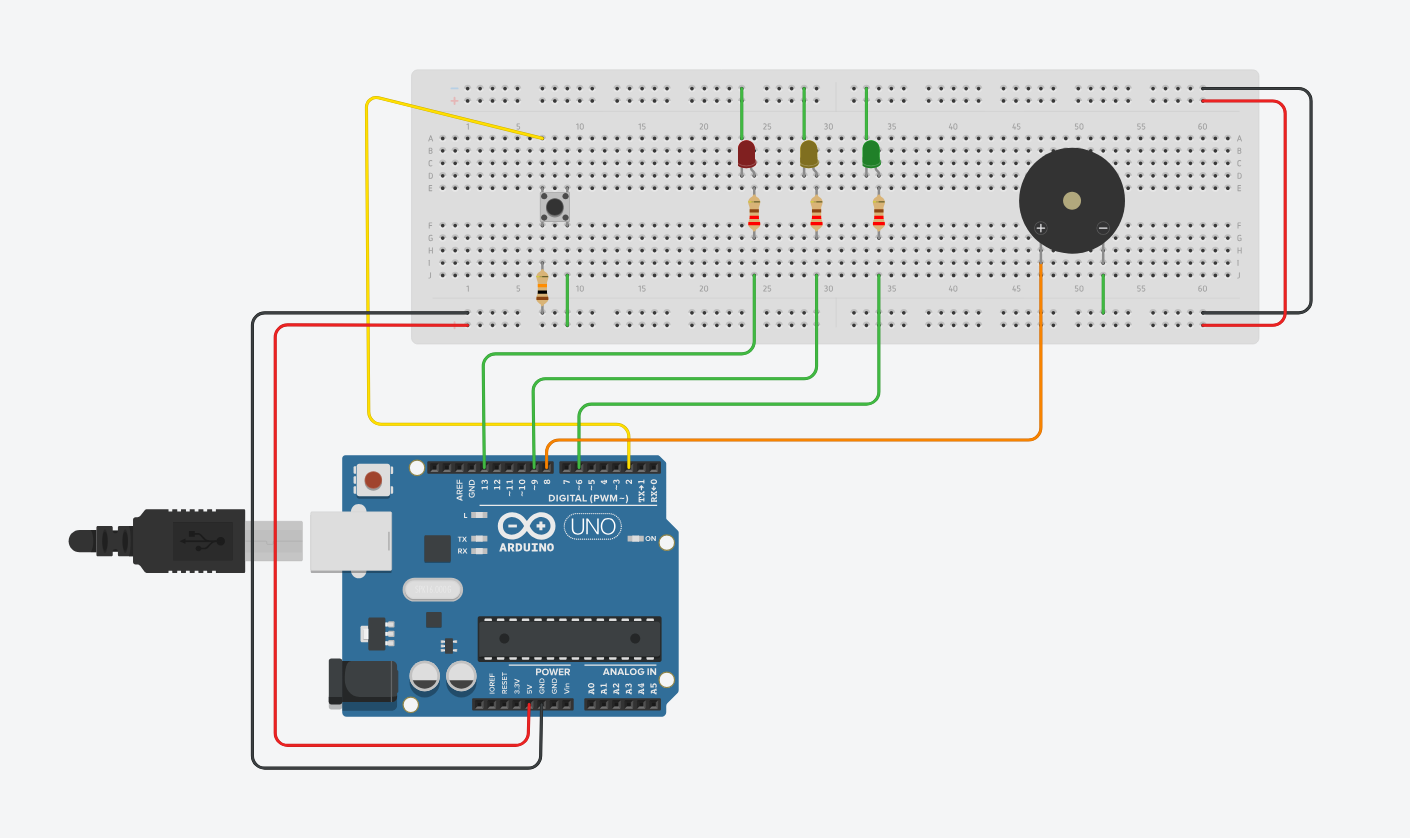 − −
+ +
1 5 10 15 20 25 30 35 40 45 50 55 60
A A
B B
C C
D D
E E
+ −
F F
G G
H H
I I
J J
1 5 10 15 20 25 30 35 40 45 50 55 60
AREF
GND
13
12
~11
~10
~9
8
7
~6
~5
4
~3
2
TX→1
RX←0
DIGITAL (PWM~)
L
TX
RX
UNO
ON
ARDUINO
POWER
ANALOG IN
IOREF
RESET
3.3V
5V
GND
GND
Vin
A0
A1
A2
A3
A4
A5